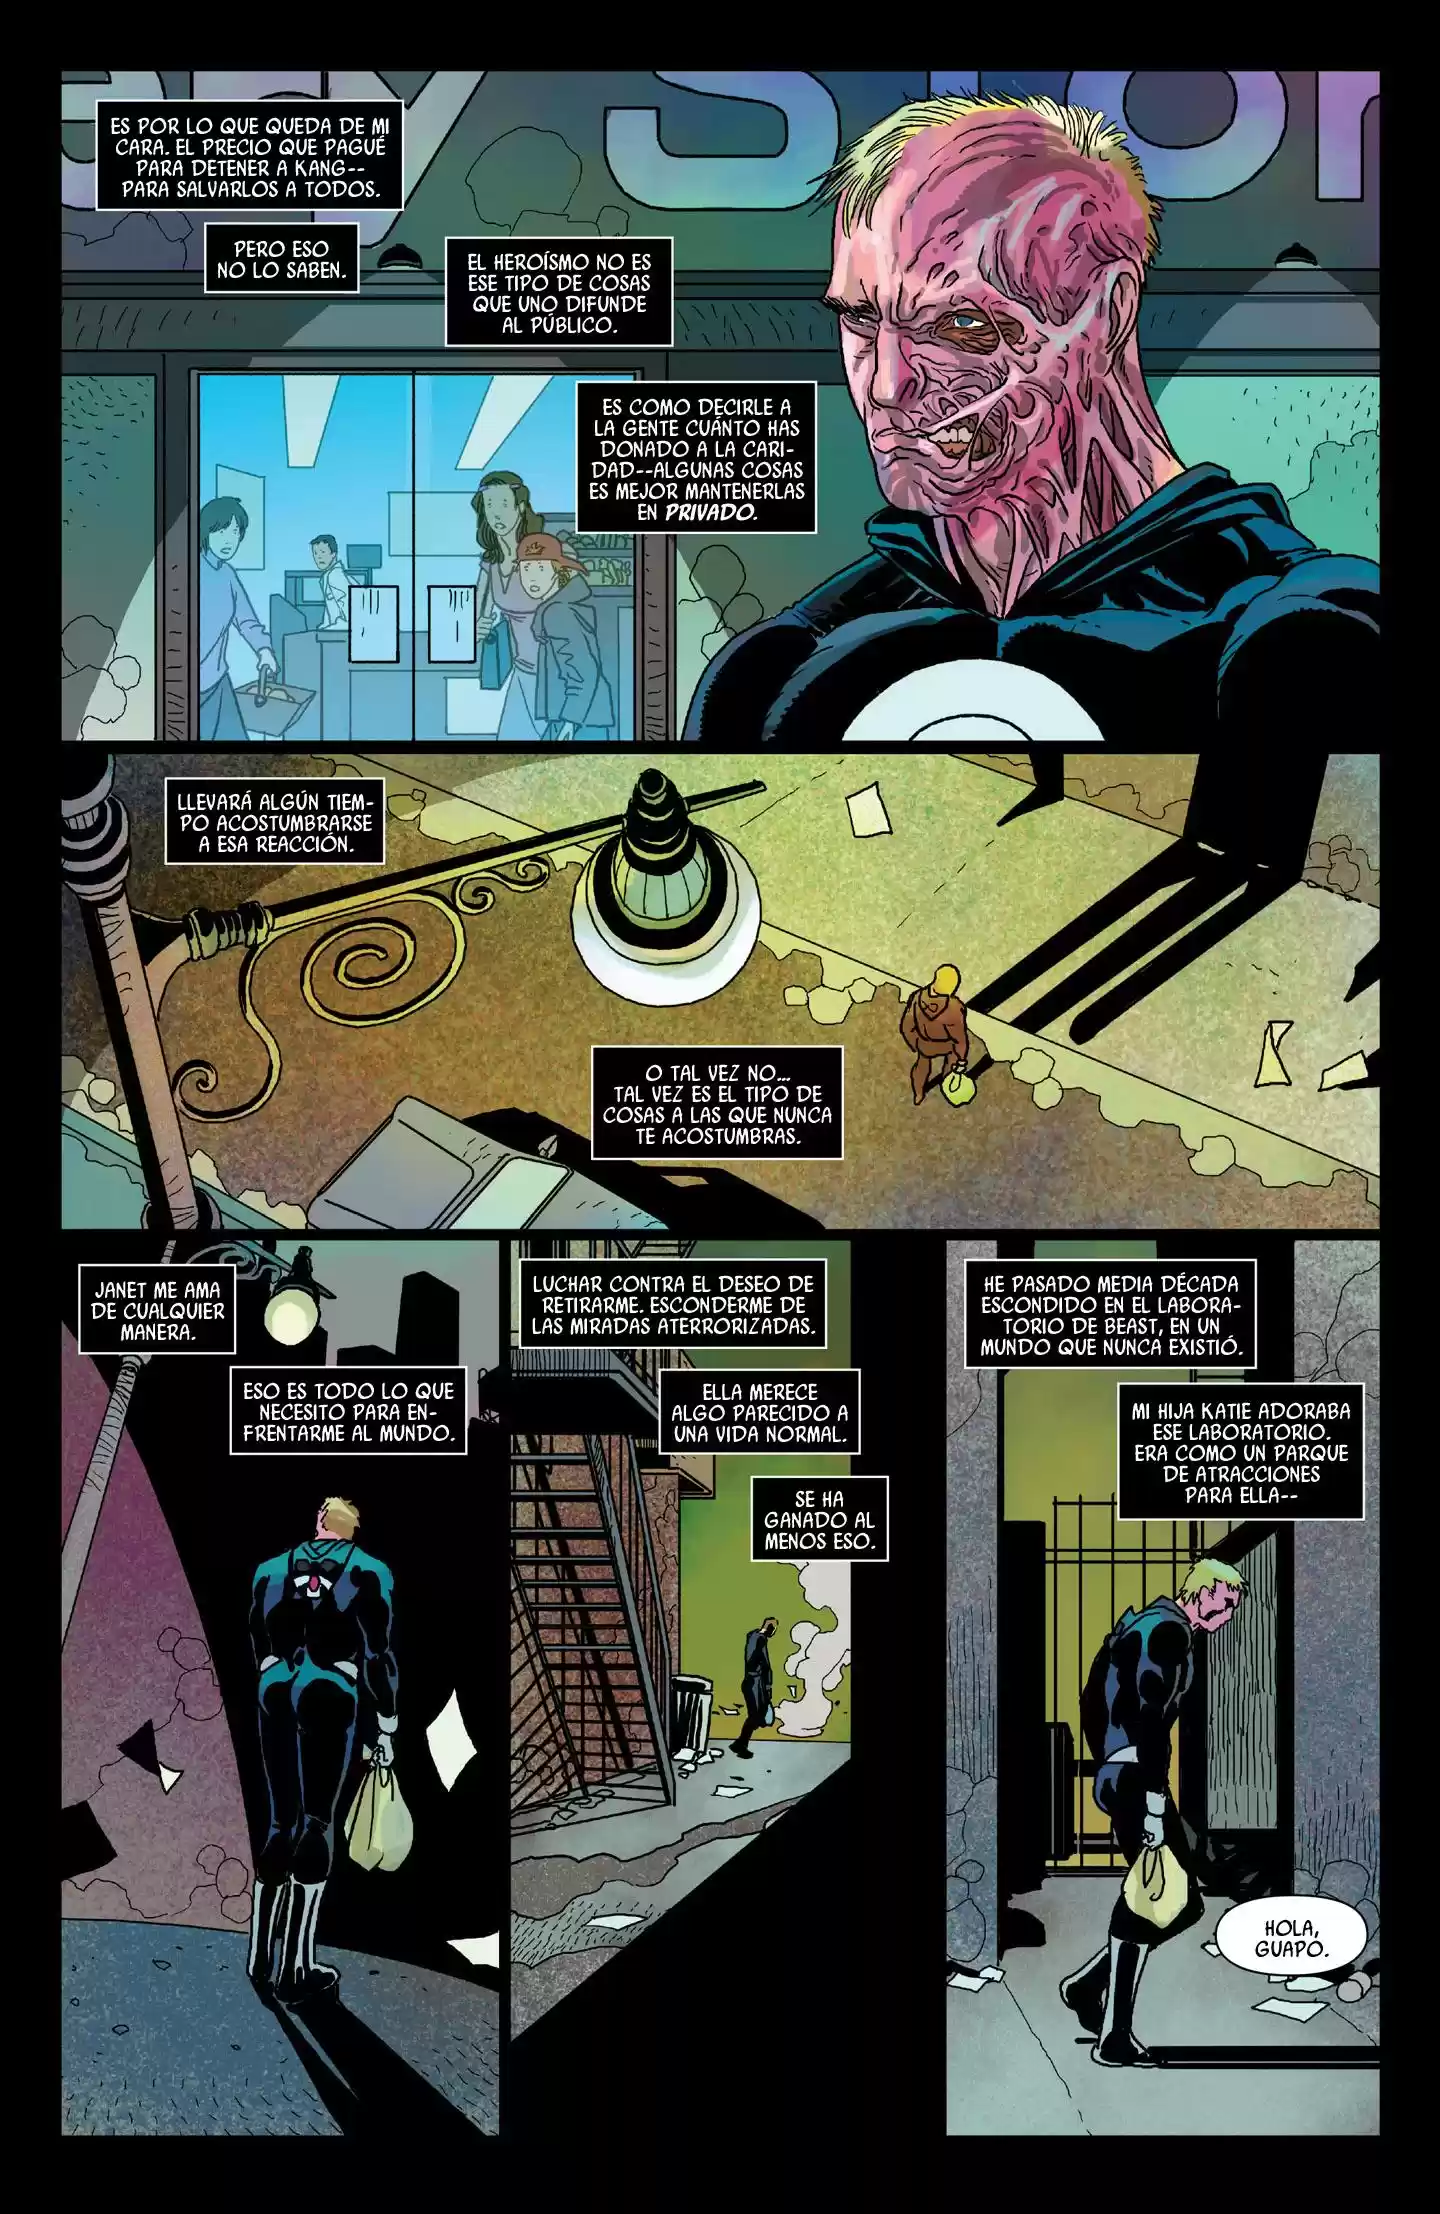 ES POR LO QUE QUEDA DE MI
CARA. EL PRECIO QUE PAGUÉ
PARA DETENER A KANG--
PARA SALVARLOS A TODOS.
PERO ESO
NO LO SABEN.
EL HEROÍSMO NO ES
ESE TIPO DE COSAS
QUE UNO DIFUNDE
AL PÚBLICO.
ES COMO DECIRLE A
LA GENTE CUÁNTO HAS
DONADO A LA CARI-
DAD--ALGUNAS COSAS
ES MEJOR MANTENERLAS
EN PRIVADO.
LLEVARÁ ALGÚN TIEM-
PO ACOSTUMBRARSE
A ESA REACCIÓN.
O TAL VEZ NO...
TAL VEZ ES EL TIPO DE
COSAS A LAS QUE NUNCA
TE ACOSTUMBRAS.
JANET ME AMA
DE CUALQUIER
MANERA.
ESO ES TODO LO QUE
NECESITO PARA EN-
FRENTARME AL MUNDO.
LUCHAR CONTRA EL DESEO DE
RETIRARME. ESCONDERME DE
LAS MIRADAS ATERRORIZADAS.
ELLA MERECE
ALGO PARECIDO A
UNA VIDA NORMAL.
SE HA
GANADO AL
MENOS ESO.
HE PASADO MEDIA DÉCADA
ESCONDIDO EN EL LABORA-
TORIO DE BEAST, EN UN
MUNDO QUE NUNCA EXISTIÓ.
MI HIJA KATIE ADORABA
ESE LABORATORIO.
ERA COMO UN PARQUE
DE ATRACCIONES
PARA ELLA--
HOLA,
GUAPO.